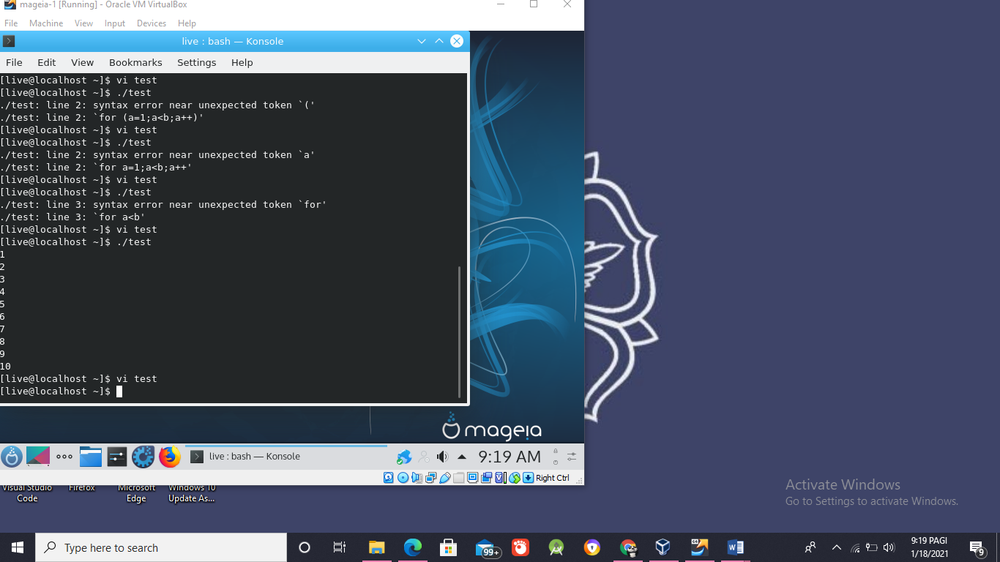 mageia-1 [Running] - Oracle VM VirtualBox
File Machine View Input Devices Help
live : bash — Konsole
File Edit View Bookmarks Settings Help
[live@localhost ~]$ vi test
[live@localhost ~]$ ./test
./test: line 2: syntax error near unexpected token `('
./test: line 2: `for (a=1;a<b;a++)'
[live@localhost ~]$ vi test
[live@localhost ~]$ ./test
./test: line 2: syntax error near unexpected token `a'
./test: line 2: `for a=1;a<b;a++'
[live@localhost ~]$ vi test
[live@localhost ~]$ ./test
./test: line 3: syntax error near unexpected token `for'
./test: line 3: `for a<b'
[live@localhost ~]$ vi test
[live@localhost ~]$ ./test
1
2
3
4
5
6
7
8
9
10
[live@localhost ~]$ vi test
[live@localhost ~]$
mageia
live : bash — Konsole
9:19 AM
Right Ctrl
Visual Studio Code
Firefox
Microsoft Edge
Windows 10 Update As...
Activate Windows
Go to Settings to activate Windows.
Type here to search
99+
64
9:19 PAGI
1/18/2021
9